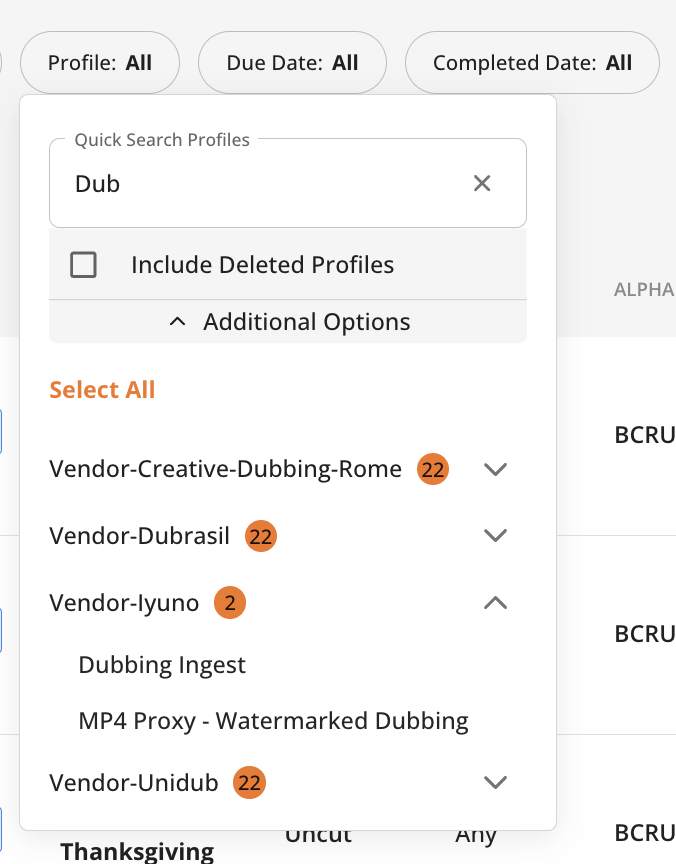 Profile: All Due Date: All Completed Date: All
Quick Search Profiles
Dub
Include Deleted Profiles
ALPHA
Additional Options
Select All
BCRU
Vendor-Creative-Dubbing-Rome 22
Vendor-Dubrasil 22
Vendor-Iyuno 2
BCRU
Dubbing Ingest
MP4 Proxy - Watermarked Dubbing
Vendor-Unidub 22
Uncut Any BCRU
Thanksgiving